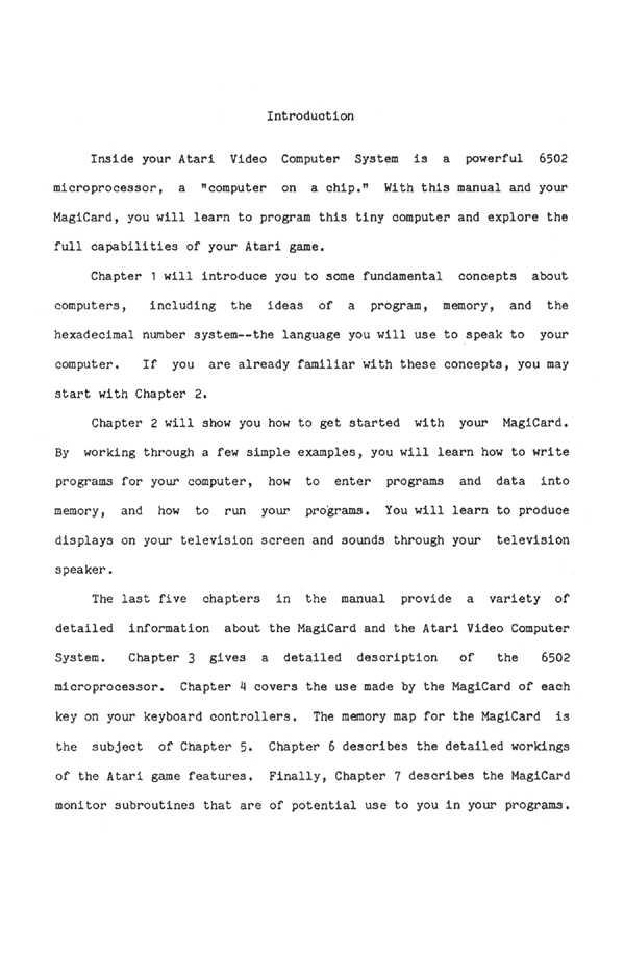 Introduction
Inside your Atari Video Computer System is a powerful 6502
microprocessor, a "computer on a chip." With this manual and your
MagiCard, you will learn to program this tiny computer and explore the
full capabilities of your Atari game.
Chapter 1 will introduce you to some fundamental concepts about
computers, including the ideas of a program, memory, and the
hexadecimal number system--the language you will use to speak to your
computer. If you are already familiar with these concepts, you may
start with Chapter 2.
Chapter 2 will show you how to get started with your MagiCard.
By working through a few simple examples, you will learn how to write
programs for your computer, how to enter programs and data into
memory, and how to run your programs. You will learn to produce
displays on your television screen and sounds through your television
speaker.
The last five chapters in the manual provide a variety of
detailed information about the MagiCard and the Atari Video Computer
System. Chapter 3 gives a detailed description of the 6502
microprocessor. Chapter 4 covers the use made by the MagiCard of each
key on your keyboard controllers. The memory map for the MagiCard is
the subject of Chapter 5. Chapter 6 describes the detailed workings
of the Atari game features. Finally, Chapter 7 describes the MagiCard
monitor subroutines that are of potential use to you in your programs.